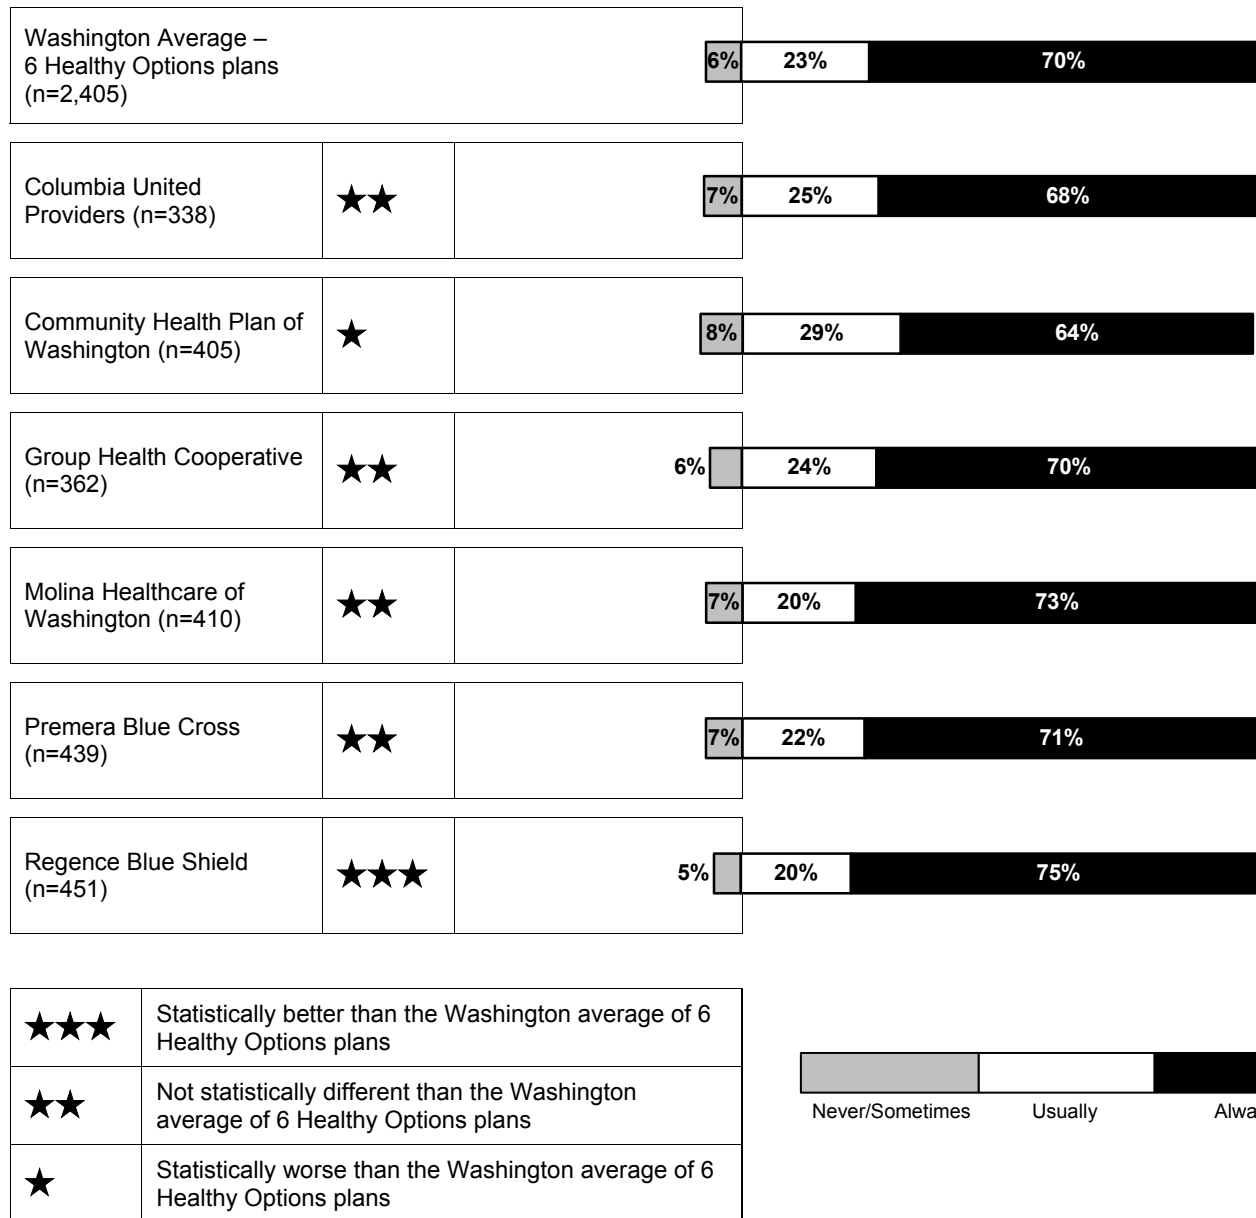 Washington Average –
6 Healthy Options plans
(n=2,405)
6% 23% 70%
Columbia United
Providers (n=338)
★★
7% 25% 68%
Community Health Plan of
Washington (n=405)
★
8% 29% 64%
Group Health Cooperative
(n=362)
★★
6% 24% 70%
Molina Healthcare of
Washington (n=410)
★★
7% 20% 73%
Premera Blue Cross
(n=439)
★★
7% 22% 71%
Regence Blue Shield
(n=451)
★★★
5% 20% 75%
★★★ Statistically better than the Washington average of 6
Healthy Options plans
★★ Not statistically different than the Washington
average of 6 Healthy Options plans
★ Statistically worse than the Washington average of 6
Healthy Options plans
Never/Sometimes Usually Alwa